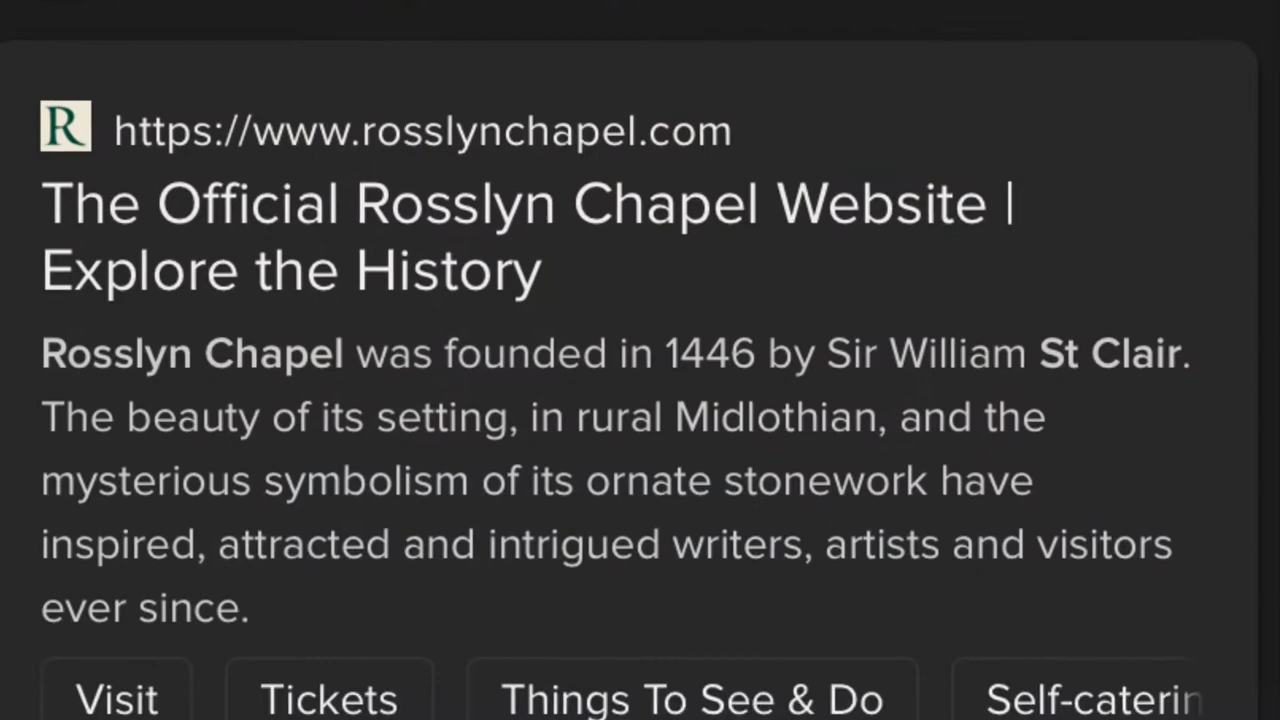 R https://www.rosslynchapel.com
The Official Rosslyn Chapel Website |
Explore the History
Rosslyn Chapel was founded in 1446 by Sir William St Clair.
The beauty of its setting, in rural Midlothian, and the
mysterious symbolism of its ornate stonework have
inspired, attracted and intrigued writers, artists and visitors
ever since.
Visit Tickets Things To See & Do Self-caterin